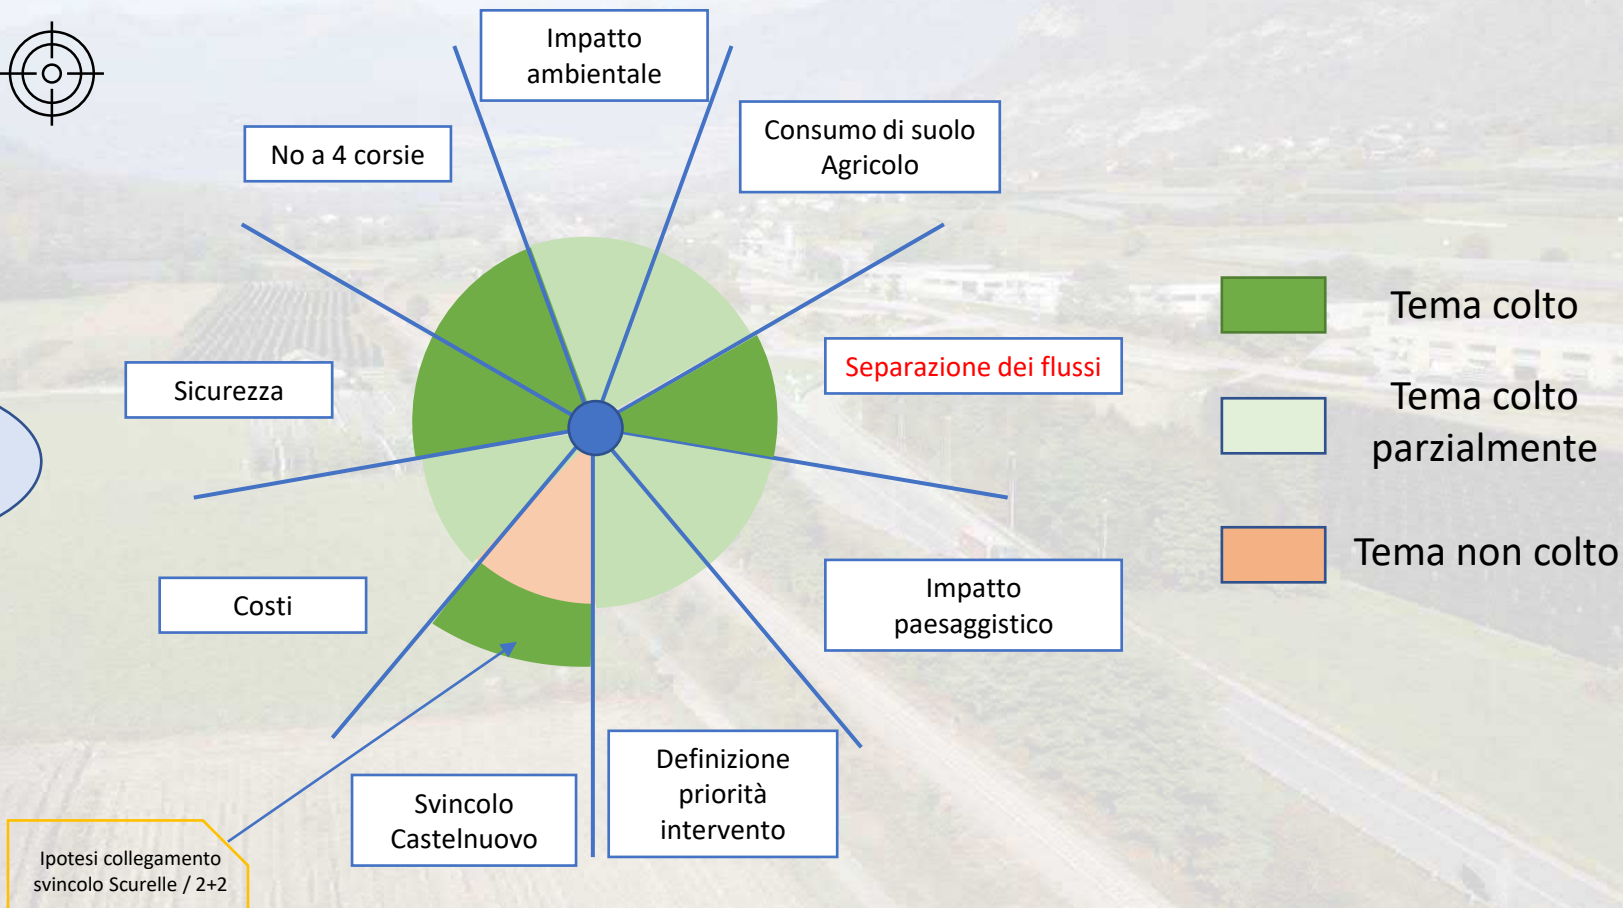 Impatto
ambientale
No a 4 corsie
Consumo di suolo
Agricolo
Separazione dei flussi
Sicurezza
Costi
Impatto
paesaggistico
Definizione
priorità
intervento
Svincolo
Castelnuovo
Ipotesi collegamento
svincolo Scurelle / 2+2
Tema colto
Tema colto
parzialmente
Tema non colto